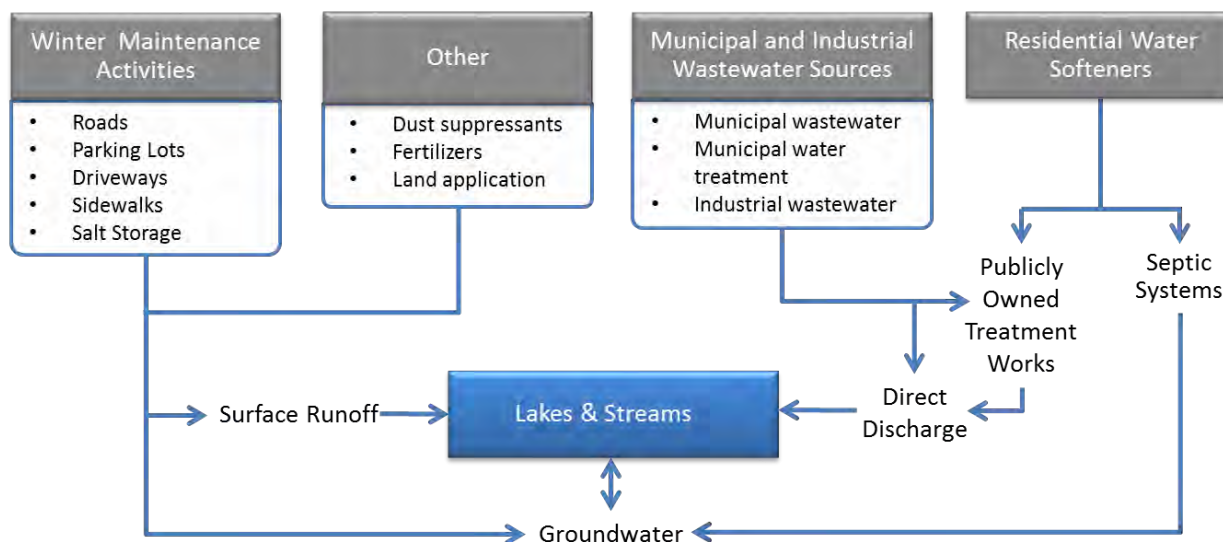 Winter Maintenance
Activities
• Roads
• Parking Lots
• Driveways
• Sidewalks
• Salt Storage
Other
• Dust suppressants
• Fertilizers
• Land application
Municipal and Industrial
Wastewater Sources
• Municipal wastewater
• Municipal water
treatment
• Industrial wastewater
Residential Water
Softeners
Publicly
Owned
Treatment
Works
Septic
Systems
Surface Runoff
Lakes & Streams
Direct
Discharge
Groundwater